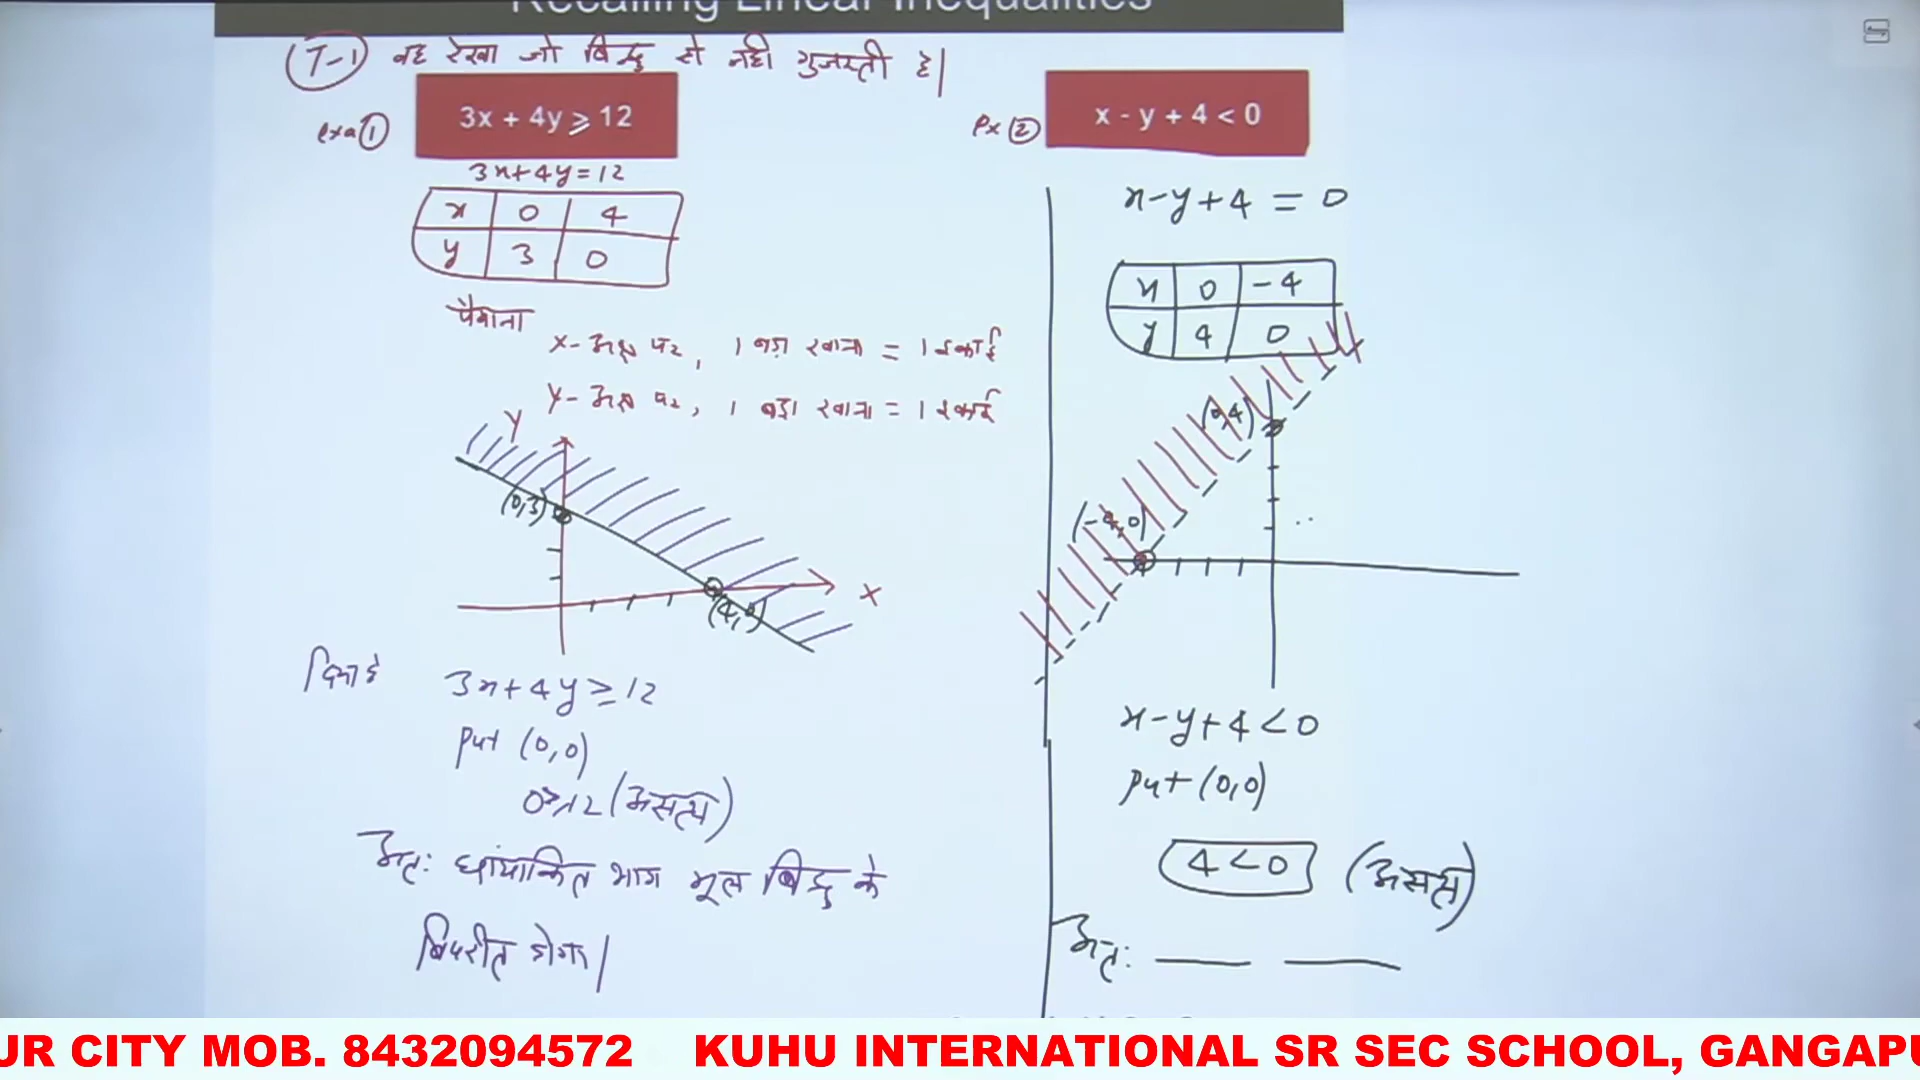 Recalling Linear Inequalities
T-1 वह रेखा जो बिन्दु से नही गुजरती है|
exa ①
3x + 4y ⩾ 12
3x+4y=12
x 0 4
y 3 0
पैमाना
x-अक्ष पर, 1 बड़ा खाना = 1 इकाई
y-अक्ष पर, 1 बड़ा खाना = 1 इकाई
Y
(0,3)
X
(4,0)
दिया है 3x+4y≥12
put (0,0)
0⩾12 (असत्य)
अतः छायांकित भाग मूल बिन्दु के
विपरीत होगा|
ex ②
x - y + 4 < 0
x-y+4 = 0
x 0 -4
y 4 0
(0,4)
(-4,0)
x-y+4<0
put (0,0)
4<0 (असत्य)
अतः
UR CITY MOB. 8432094572 KUHU INTERNATIONAL SR SEC SCHOOL, GANGAPU